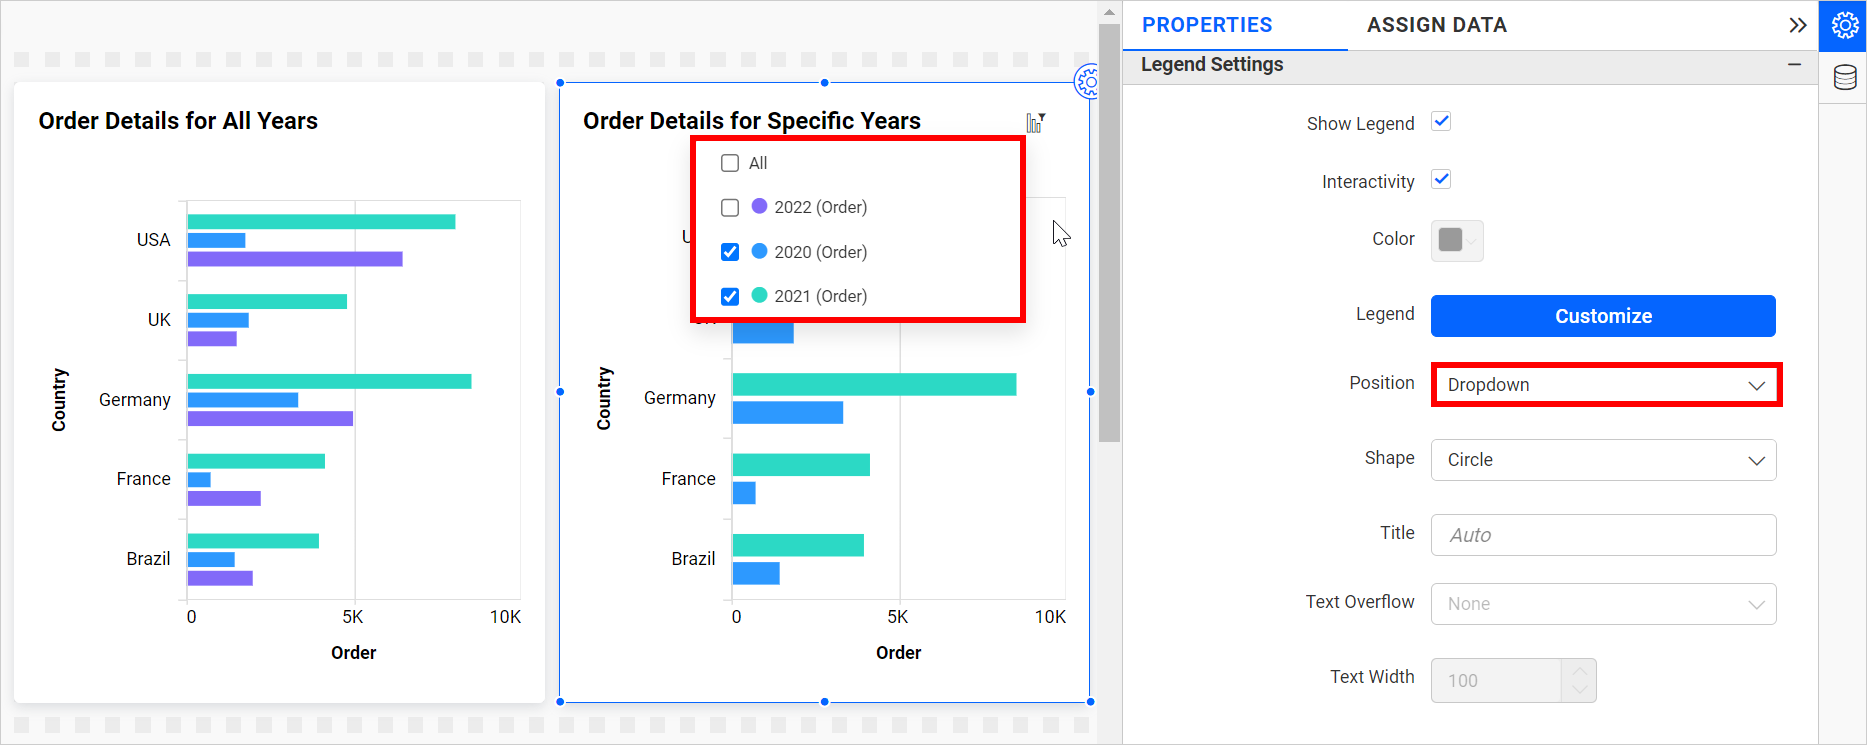 Order Details for All Years
USA
UK
Germany
France
Brazil
Country
0 5K 10K
Order
Order Details for Specific Years
All
2022 (Order)
2020 (Order)
2021 (Order)
Germany
France
Brazil
Country
0 5K 10K
Order
PROPERTIES ASSIGN DATA
Legend Settings
Show Legend
Interactivity
Color
Legend Customize
Position Dropdown
Shape Circle
Title Auto
Text Overflow None
Text Width 100